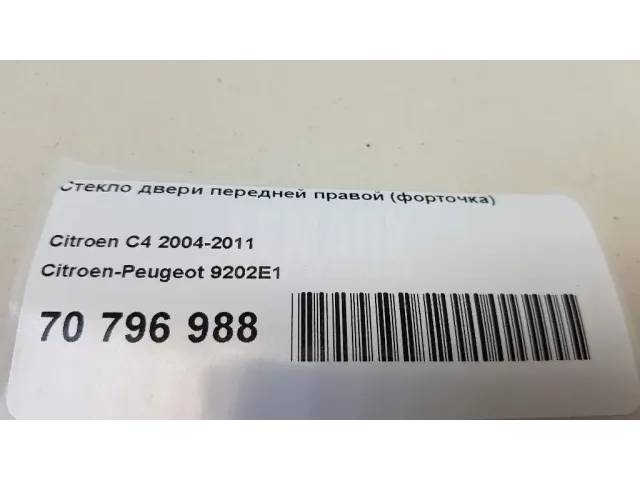 Стекло двери передней правой (форточка)
Citroen C4 2004-2011
Citroen-Peugeot 9202E1
70 796 988